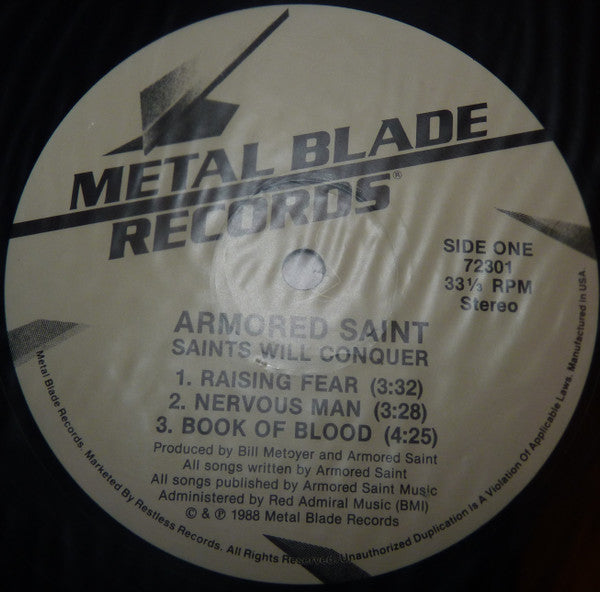 METAL BLADE
RECORDS®
SIDE ONE
72301
33⅓ RPM
Stereo
ARMORED SAINT
SAINTS WILL CONQUER
1. RAISING FEAR (3:32)
2. NERVOUS MAN (3:28)
3. BOOK OF BLOOD (4:25)
Produced by Bill Metoyer and Armored Saint
All songs written by Armored Saint
All songs published by Armored Saint Music
Administered by Red Admiral Music (BMI)
© & ℗ 1988 Metal Blade Records
Metal Blade Records. Marketed By Restless Records. All Rights Reserved. Unauthorized Duplication is A Violation Of Applicable Laws. Manufactured in USA.